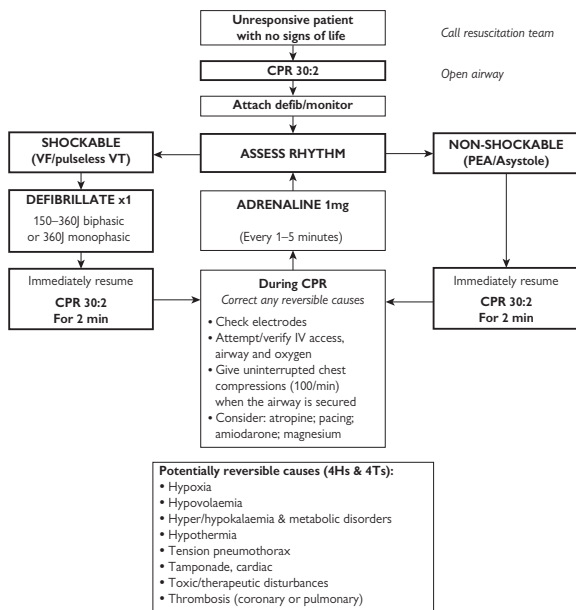 Unresponsive patient
with no signs of life
Call resuscitation team
CPR 30:2
Open airway
Attach defib/monitor
SHOCKABLE
(VF/pulseless VT)
ASSESS RHYTHM
NON-SHOCKABLE
(PEA/Asystole)
DEFIBRILLATE x1
150–360J biphasic
or 360J monophasic
ADRENALINE 1mg
(Every 1–5 minutes)
Immediately resume
CPR 30:2
For 2 min
During CPR
Correct any reversible causes
• Check electrodes
• Attempt/verify IV access,
airway and oxygen
• Give uninterrupted chest
compressions (100/min)
when the airway is secured
• Consider: atropine; pacing;
amiodarone; magnesium
Immediately resume
CPR 30:2
For 2 min
Potentially reversible causes (4Hs & 4Ts):
• Hypoxia
• Hypovolaemia
• Hyper/hypokalaemia & metabolic disorders
• Hypothermia
• Tension pneumothorax
• Tamponade, cardiac
• Toxic/therapeutic disturbances
• Thrombosis (coronary or pulmonary)